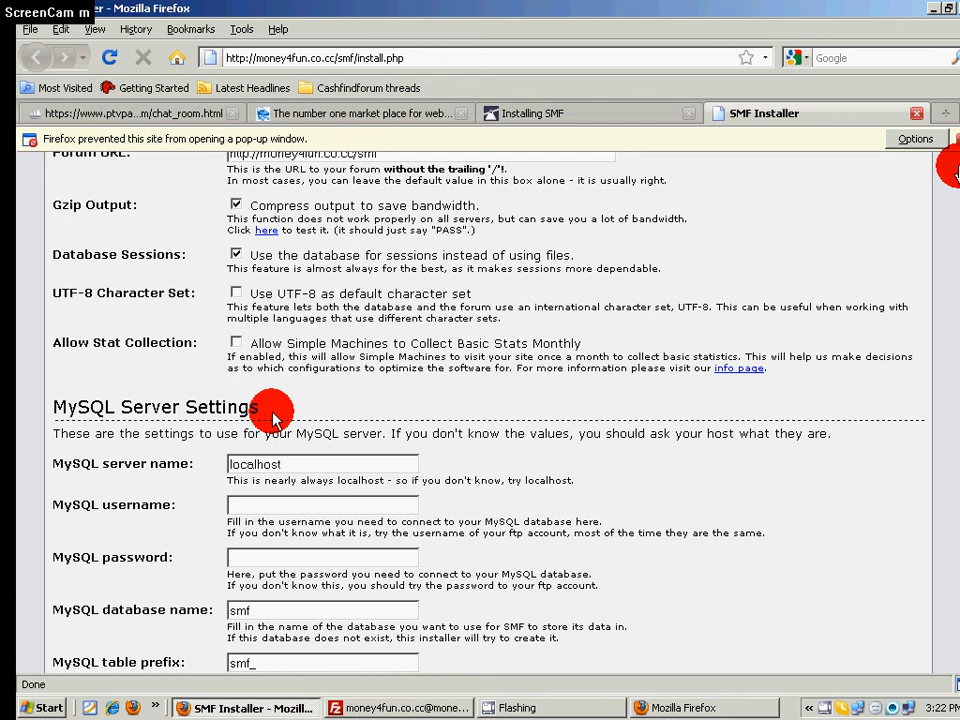 ScreenCam m
er - Mozilla Firefox
File Edit View History Bookmarks Tools Help
http://money4fun.co.cc/smf/install.php
Google
Most Visited Getting Started Latest Headlines Cashfindforum threads
https://www.ptvpa...m/chat_room.html
The number one market place for web...
Installing SMF
SMF Installer
Firefox prevented this site from opening a pop-up window.
Options
Forum URL: http://money4fun.co.cc/smf
This is the URL to your forum without the trailing '/'!.
In most cases, you can leave the default value in this box alone - it is usually right.
Gzip Output: Compress output to save bandwidth.
This function does not work properly on all servers, but can save you a lot of bandwidth.
Click here to test it. (it should just say "PASS".)
Database Sessions: Use the database for sessions instead of using files.
This feature is almost always for the best, as it makes sessions more dependable.
UTF-8 Character Set: Use UTF-8 as default character set
This feature lets both the database and the forum use an international character set, UTF-8. This can be useful when working with
multiple languages that use different character sets.
Allow Stat Collection: Allow Simple Machines to Collect Basic Stats Monthly
If enabled, this will allow Simple Machines to visit your site once a month to collect basic statistics. This will help us make decisions
as to which configurations to optimize the software for. For more information please visit our info page.
MySQL Server Settings
These are the settings to use for your MySQL server. If you don't know the values, you should ask your host what they are.
MySQL server name: localhost
This is nearly always localhost - so if you don't know, try localhost.
MySQL username:
Fill in the username you need to connect to your MySQL database here.
If you don't know what it is, try the username of your ftp account, most of the time they are the same.
MySQL password:
Here, put the password you need to connect to your MySQL database.
If you don't know this, you should try the password to your ftp account.
MySQL database name: smf
Fill in the name of the database you want to use for SMF to store its data in.
If this database does not exist, this installer will try to create it.
MySQL table prefix: smf_
Done
Start
SMF Installer - Mozill...
money4fun.co.cc@mone...
Flashing
Mozilla Firefox
3:22 PM